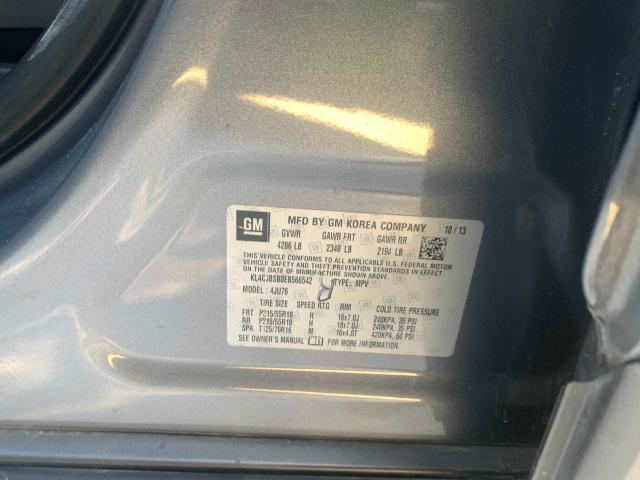 GM MFD BY GM KOREA COMPANY 10/13
GVWR GAWR FRT GAWR RR
4286 LB 2348 LB 2194 LB
THIS VEHICLE CONFORMS TO ALL APPLICABLE U.S. FEDERAL MOTOR
VEHICLE SAFETY AND THEFT PREVENTION STANDARDS IN EFFECT
ON THE DATE OF MANUFACTURE SHOWN ABOVE.
KL4CJBSB0EB566542 TYPE: MPV
MODEL: 4JU76
TIRE SIZE SPEED RTG RIM
FRT P215/55R18 H 18x7.0J 240KPA, 35 PSI
RR P215/55R18 H 18x7.0J 240KPA, 35 PSI
SPA T125/70R16 M 16x4.0T 420KPA, 60 PSI
SEE OWNER'S MANUAL FOR MORE INFORMATION.